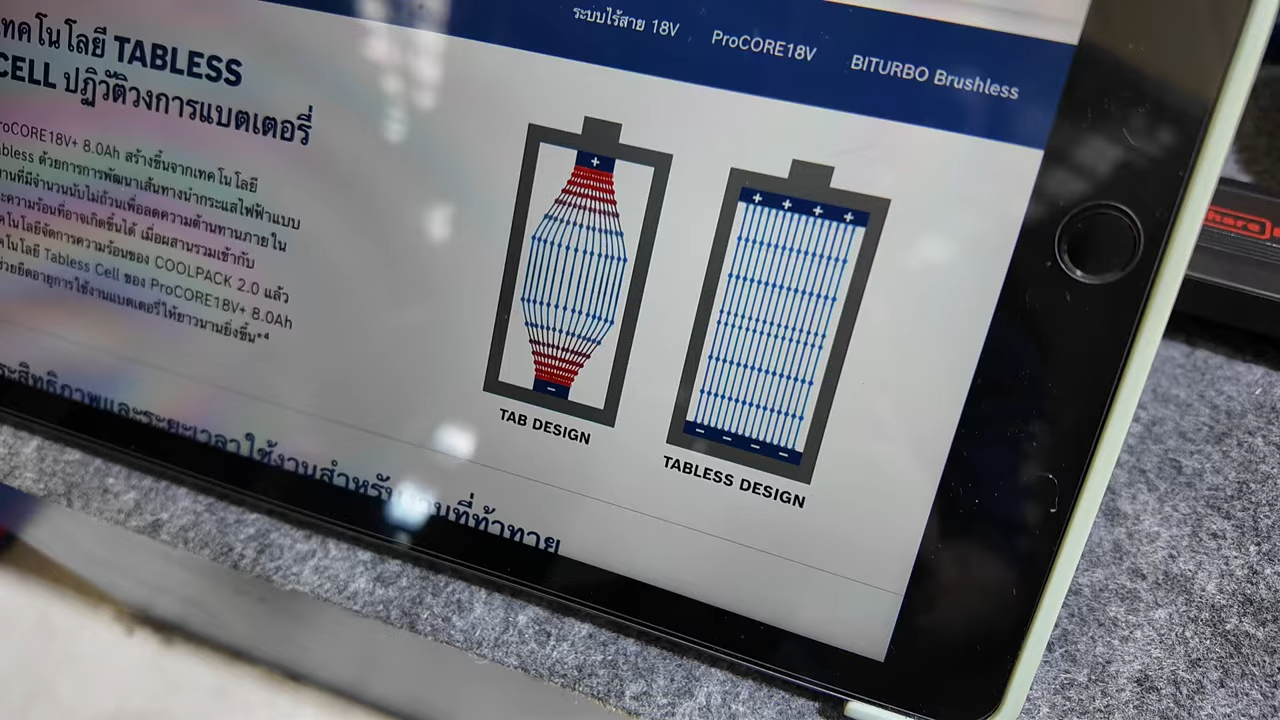 ระบบไร้สาย 18V ProCORE18V BITURBO Brushless
เทคโนโลยี TABLESS
CELL ปฏิวัติวงการแบตเตอรี่
roCORE18V+ 8.0Ah สร้างขึ้นจากเทคโนโลยี
bless ด้วยการการพัฒนาเส้นทางนำกระแสไฟฟ้าแบบ
านที่มีจำนวนนับไม่ถ้วนเพื่อลดความต้านทานภายใน
ะความร้อนที่อาจเกิดขึ้นได้ เมื่อผสานรวมเข้ากับ
คโนโลยีจัดการความร้อนของ COOLPACK 2.0 แล้ว
คโนโลยี Tabless Cell ของ ProCORE18V+ 8.0Ah
ช่วยยืดอายุการใช้งานแบตเตอรี่ให้ยาวนานยิ่งขึ้น*⁴
+
-
TAB DESIGN
+ + + +
- - - -
TABLESS DESIGN
ระสิทธิภาพและระยะเวลาใช้งานสำหรับงานที่ท้าทาย